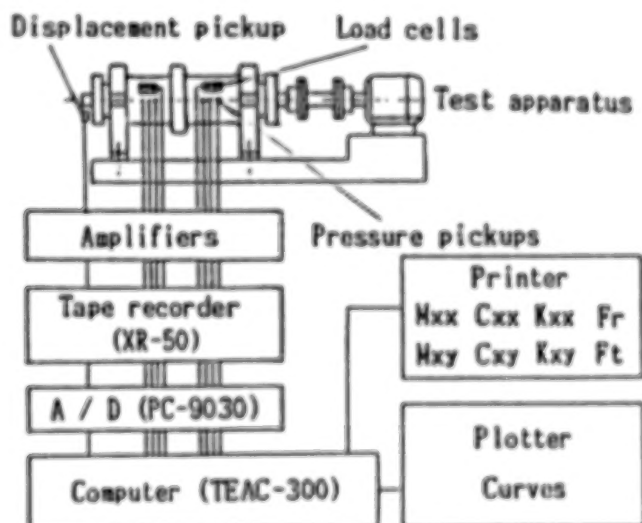 Displacement pickup
Load cells
Test apparatus
Amplifiers
Pressure pickups
Tape recorder
(XR-50)
A / D (PC-9030)
Computer (TEAC-300)
Printer
Mxx Cxx Kxx Fr
Mxy Cxy Kxy Ft
Plotter
Curves